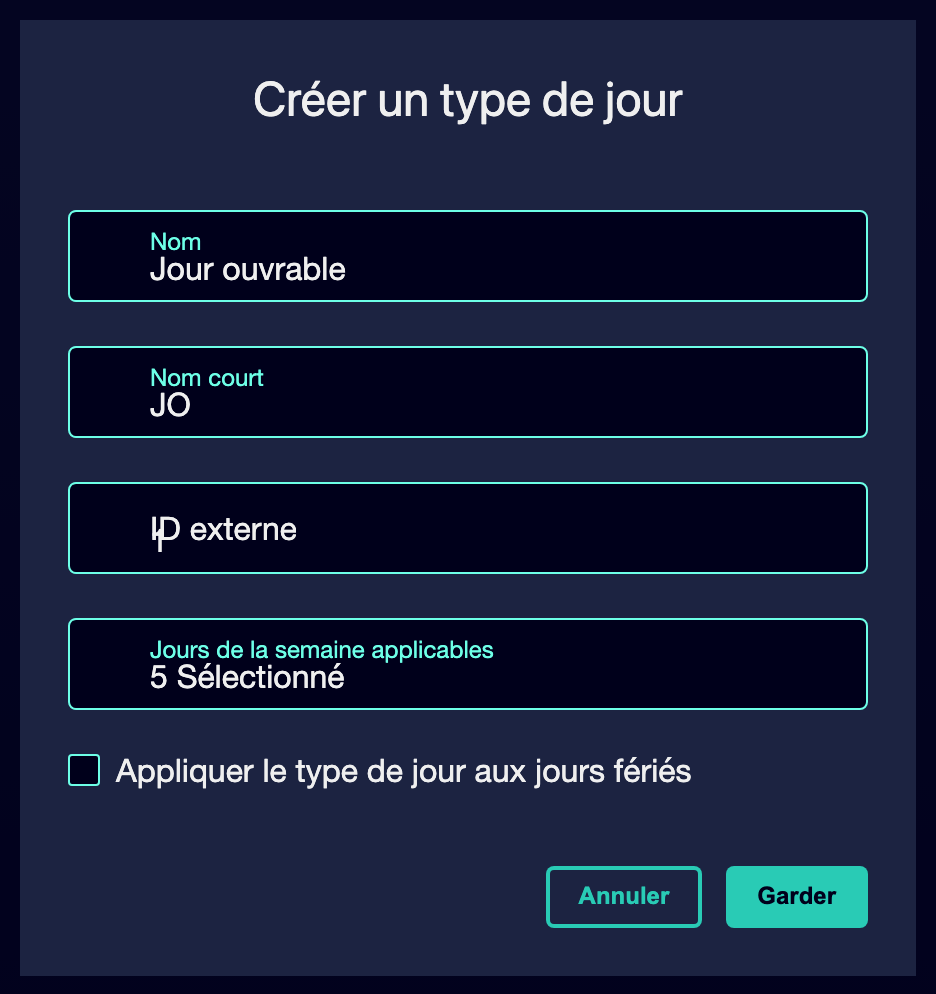 Créer un type de jour
Nom
Jour ouvrable
Nom court
JO
ID externe
Jours de la semaine applicables
5 Sélectionné
Appliquer le type de jour aux jours fériés
Annuler
Garder